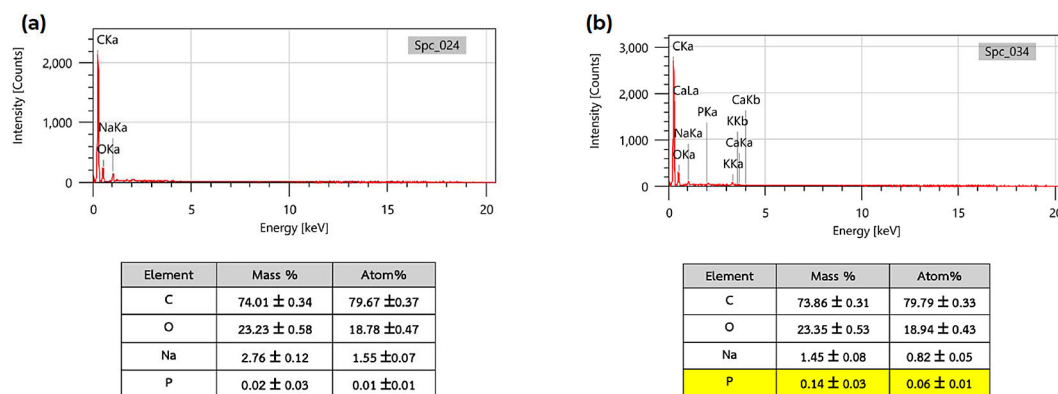 (a)
Spc_024
Intensity [Counts]
2,000
1,000
0
CKa
NaKa
OKa
0 5 10 15 20
Energy [keV]
Element Mass % Atom%
C 74.01 ± 0.34 79.67 ±0.37
O 23.23 ± 0.58 18.78 ±0.47
Na 2.76 ± 0.12 1.55 ±0.07
P 0.02 ± 0.03 0.01 ±0.01
(b)
Spc_034
Intensity [Counts]
3,000
2,000
1,000
0
CKa
CaLa
NaKa
OKa
PKa
CaKb
KKb
CaKa
KKa
0 5 10 15 20
Energy [keV]
Element Mass % Atom%
C 73.86 ± 0.31 79.79 ± 0.33
O 23.35 ± 0.53 18.94 ± 0.43
Na 1.45 ± 0.08 0.82 ± 0.05
P 0.14 ± 0.03 0.06 ± 0.01